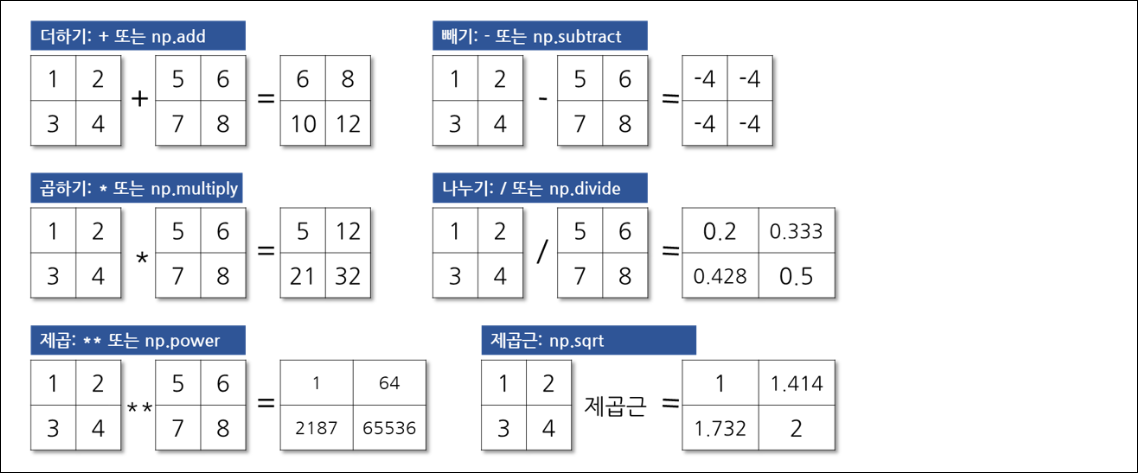 더하기: + 또는 np.add
1 2 + 5 6 = 6 8
3 4 7 8 10 12
빼기: - 또는 np.subtract
1 2 - 5 6 = -4 -4
3 4 7 8 -4 -4
곱하기: * 또는 np.multiply
1 2 * 5 6 = 5 12
3 4 7 8 21 32
나누기: / 또는 np.divide
1 2 / 5 6 = 0.2 0.333
3 4 7 8 0.428 0.5
제곱: ** 또는 np.power
1 2 ** 5 6 = 1 64
3 4 7 8 2187 65536
제곱근: np.sqrt
1 2 제곱근 = 1 1.414
3 4 1.732 2